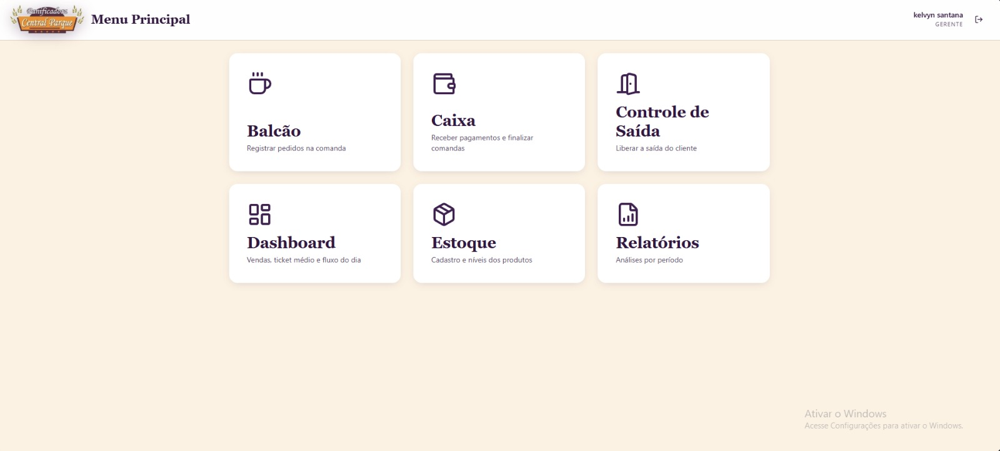 Panificadora
Central Parque
Menu Principal
kelvyn santana
GERENTE
Balcão
Registrar pedidos na comanda
Caixa
Receber pagamentos e finalizar
comandas
Controle de
Saída
Liberar a saída do cliente
Dashboard
Vendas, ticket médio e fluxo do dia
Estoque
Cadastro e níveis dos produtos
Relatórios
Análises por período
Ativar o Windows
Acesse Configurações para ativar o Windows.